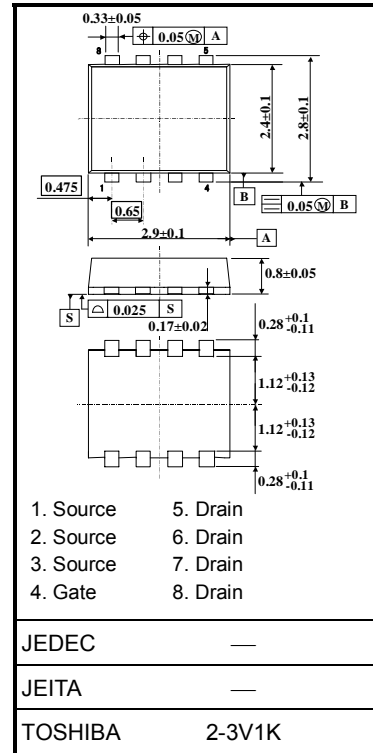 0.33±0.05
⌖ 0.05Ⓜ A
8 5
2.4±0.1
2.8±0.1
0.475
1 4
B
0.65
⌯ 0.05Ⓜ B
2.9±0.1
A
0.8±0.05
S
⌓ 0.025 S
0.17±0.02
0.28 +0.1 -0.11
1.12 +0.13 -0.12
1.12 +0.13 -0.12
0.28 +0.1 -0.11
1. Source 5. Drain
2. Source 6. Drain
3. Source 7. Drain
4. Gate 8. Drain
JEDEC —
JEITA —
TOSHIBA 2-3V1K